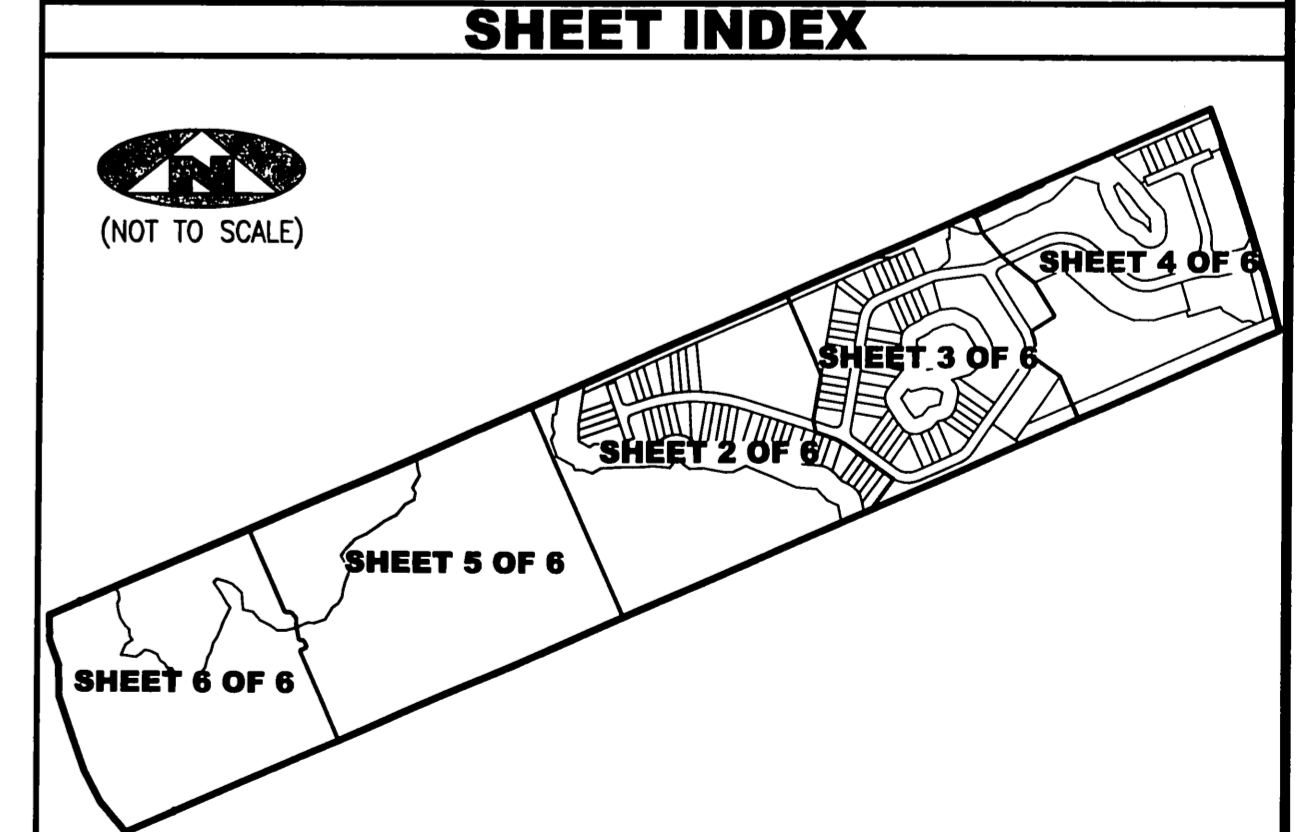 SHEET INDEX
N
(NOT TO SCALE)
SHEET 4 OF 6
SHEET 3 OF 6
SHEET 2 OF 6
SHEET 5 OF 6
SHEET 6 OF 6